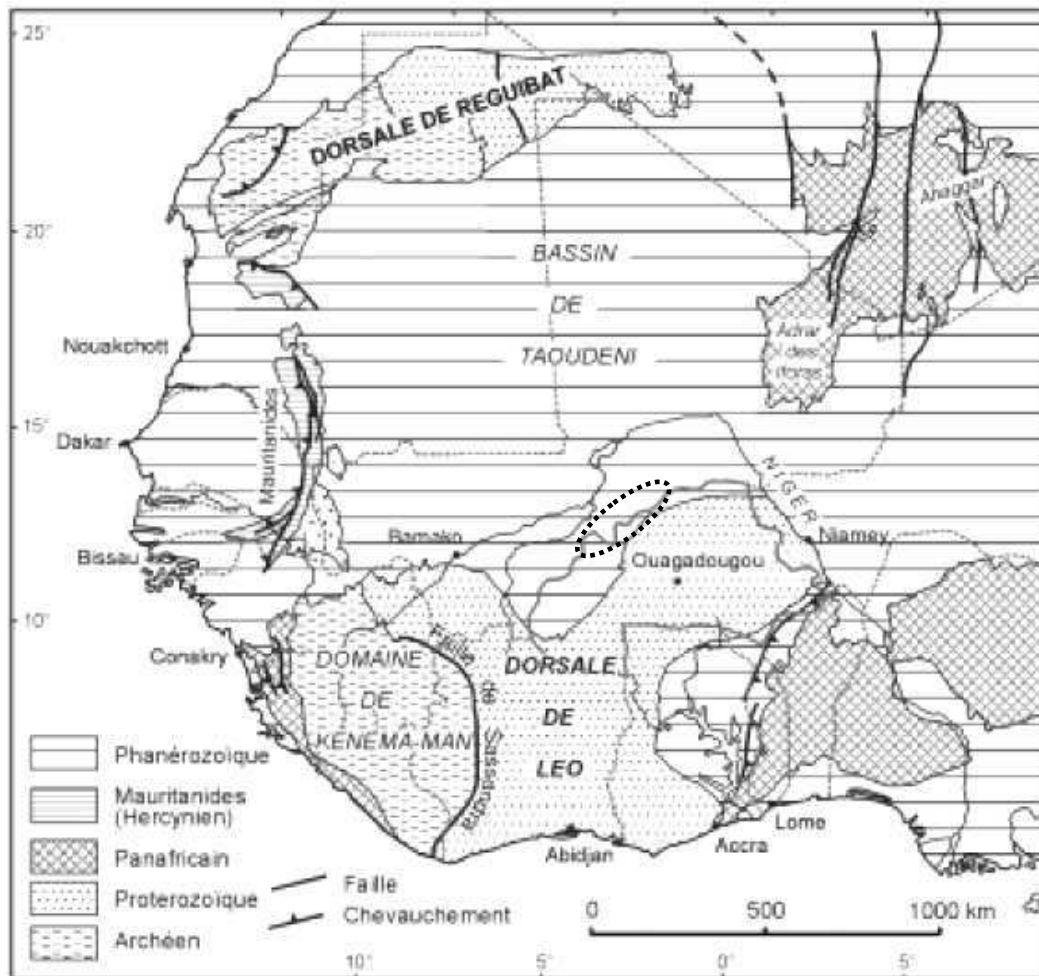 25°
DORSALE DE REGUIBAT
Ahaggar
20°
BASSIN
DE
TAOUDENI
Nouakchott
Adrar
des
Iforas
15°
Dakar
Mauritanides
NIGER
Bamako
Niamey
Bissau
Ouagadougou
10°
Conakry
DOMAINE
DE
KENEMA-MAN
Faille
de
Sassandra
DORSALE
DE
LEO
Lome
Accra
Abidjan
Phanérozoïque
Mauritanides
(Hercynien)
Panafricain
Proterozoïque
Archéen
Faille
Chevauchement
0 500 1000 km
10° 5° 0° 5°